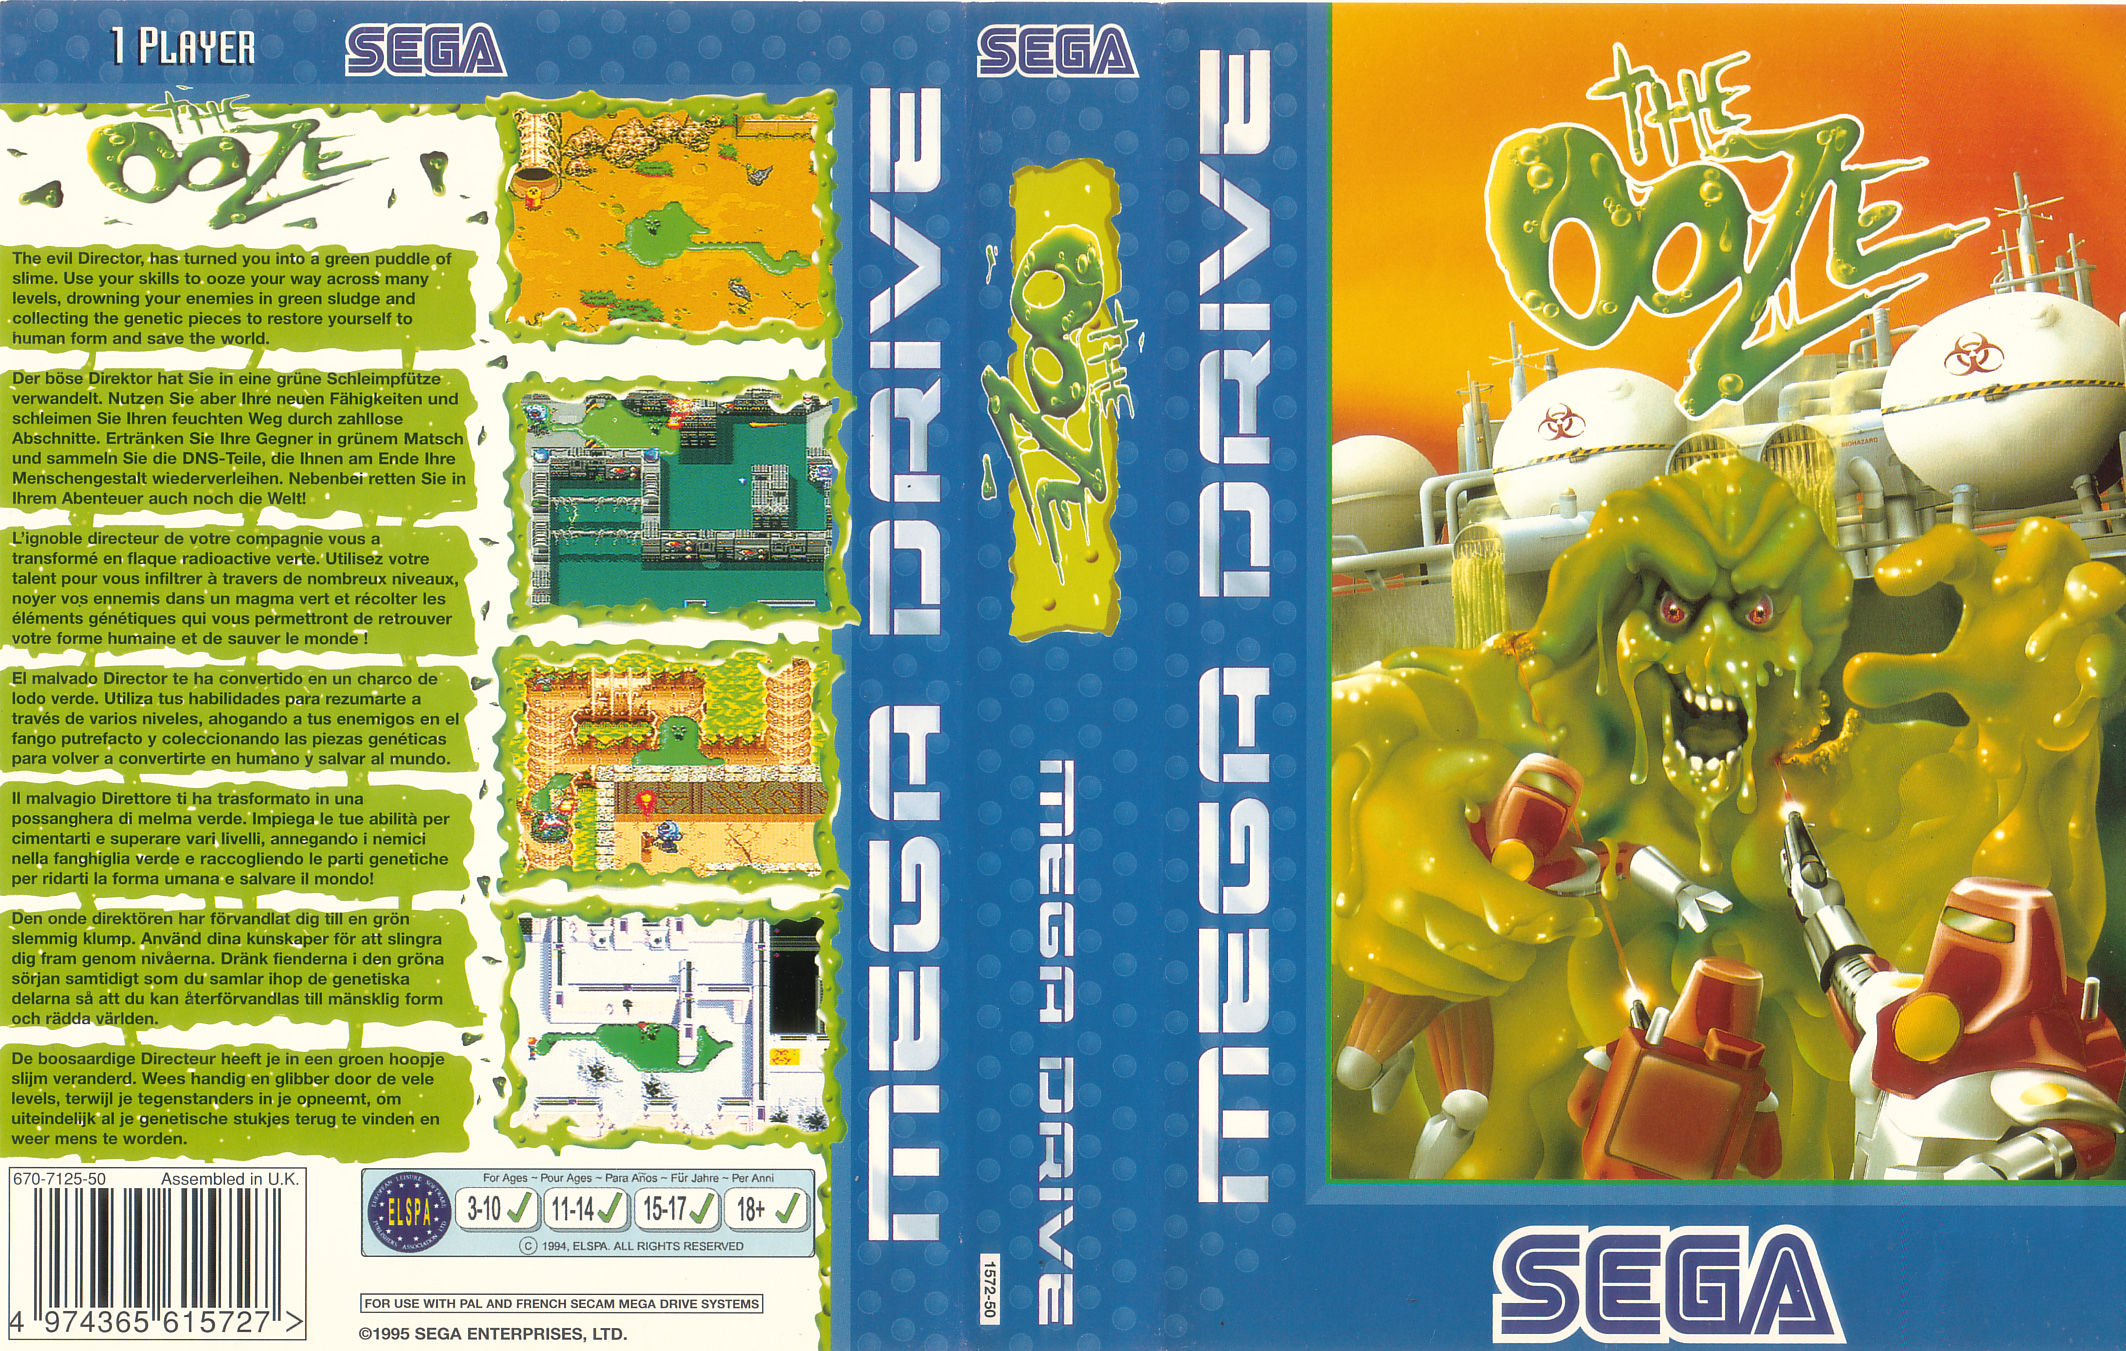 1 PLAYER
SEGA
THE
OOZE
The evil Director, has turned you into a green puddle of
slime. Use your skills to ooze your way across many
levels, drowning your enemies in green sludge and
collecting the genetic pieces to restore yourself to
human form and save the world.
Der böse Direktor hat Sie in eine grüne Schleimpfütze
verwandelt. Nutzen Sie aber Ihre neuen Fähigkeiten und
schleimen Sie Ihren feuchten Weg durch zahllose
Abschnitte. Ertränken Sie Ihre Gegner in grünem Matsch
und sammeln Sie die DNS-Teile, die Ihnen am Ende Ihre
Menschengestalt wiederverleihen. Nebenbei retten Sie in
Ihrem Abenteuer auch noch die Welt!
L'ignoble directeur de votre compagnie vous a
transformé en flaque radioactive verte. Utilisez votre
talent pour vous infiltrer à travers de nombreux niveaux,
noyer vos ennemis dans un magma vert et récolter les
éléments génétiques qui vous permettront de retrouver
votre forme humaine et de sauver le monde !
El malvado Director te ha convertido en un charco de
lodo verde. Utiliza tus habilidades para rezumarte a
través de varios niveles, ahogando a tus enemigos en el
fango putrefacto y coleccionando las piezas genéticas
para volver a convertirte en humano y salvar al mundo.
Il malvagio Direttore ti ha trasformato in una
possanghera di melma verde. Impiega le tue abilità per
cimentarti e superare vari livelli, annegando i nemici
nella fanghiglia verde e raccogliendo le parti genetiche
per ridarti la forma umana e salvare il mondo!
Den onde direktören har förvandlat dig till en grön
slemmig klump. Använd dina kunskaper för att slingra
dig fram genom nivåerna. Dränk fienderna i den gröna
sörjan samtidigt som du samlar ihop de genetiska
delarna så att du kan återförvandlas till mänsklig form
och rädda världen.
De boosaardige Directeur heeft je in een groen hoopje
slijm veranderd. Wees handig en glibber door de vele
levels, terwijl je tegenstanders in je opneemt, om
uiteindelijk al je genetische stukjes terug te vinden en
weer mens te worden.
670-7125-50 Assembled in U.K.
4 974365 615727 >
EUROPEAN LEISURE SOFTWARE PUBLISHERS ASSOCIATION LTD
ELSPA
For Ages ~ Pour Ages ~ Para Años ~ Für Jahre ~ Per Anni
3-10 11-14 15-17 18+
© 1994, ELSPA. ALL RIGHTS RESERVED
FOR USE WITH PAL AND FRENCH SECAM MEGA DRIVE SYSTEMS
©1995 SEGA ENTERPRISES, LTD.
MEGA DRIVE
SEGA
THE
OOZE
MEGA DRIVE
1572-50
MEGA DRIVE
THE
OOZE
BIOHAZARD
SEGA